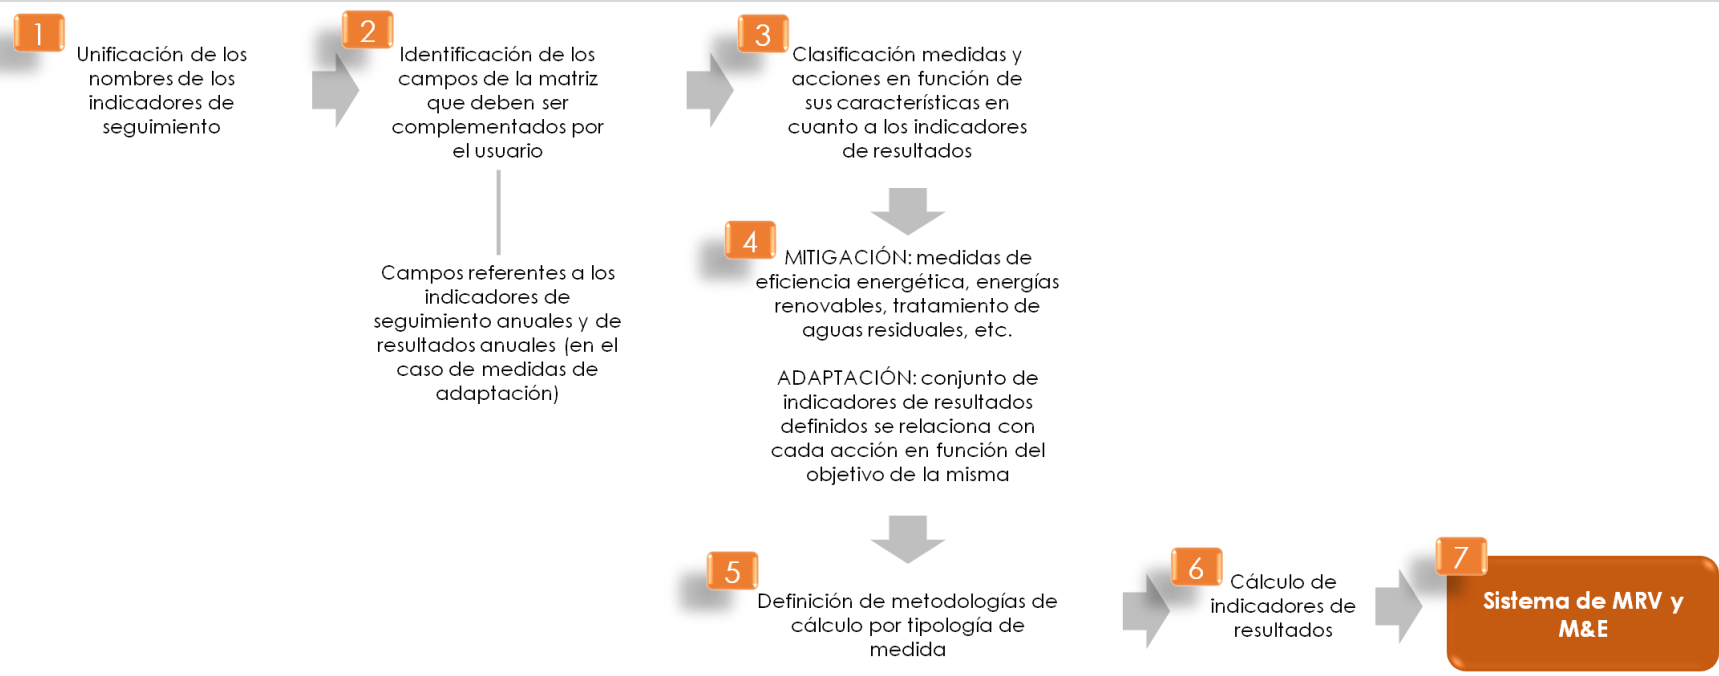 1
Unificación de los
nombres de los
indicadores de
seguimiento
2
Identificación de los
campos de la matriz
que deben ser
complementados por
el usuario
Campos referentes a los
indicadores de
seguimiento anuales y de
resultados anuales (en el
caso de medidas de
adaptación)
3
Clasificación medidas y
acciones en función de
sus características en
cuanto a los indicadores
de resultados
4
MITIGACIÓN: medidas de
eficiencia energética, energías
renovables, tratamiento de
aguas residuales, etc.
ADAPTACIÓN: conjunto de
indicadores de resultados
definidos se relaciona con
cada acción en función del
objetivo de la misma
5
Definición de metodologías de
cálculo por tipología de
medida
6
Cálculo de
indicadores de
resultados
7
Sistema de MRV y
M&E